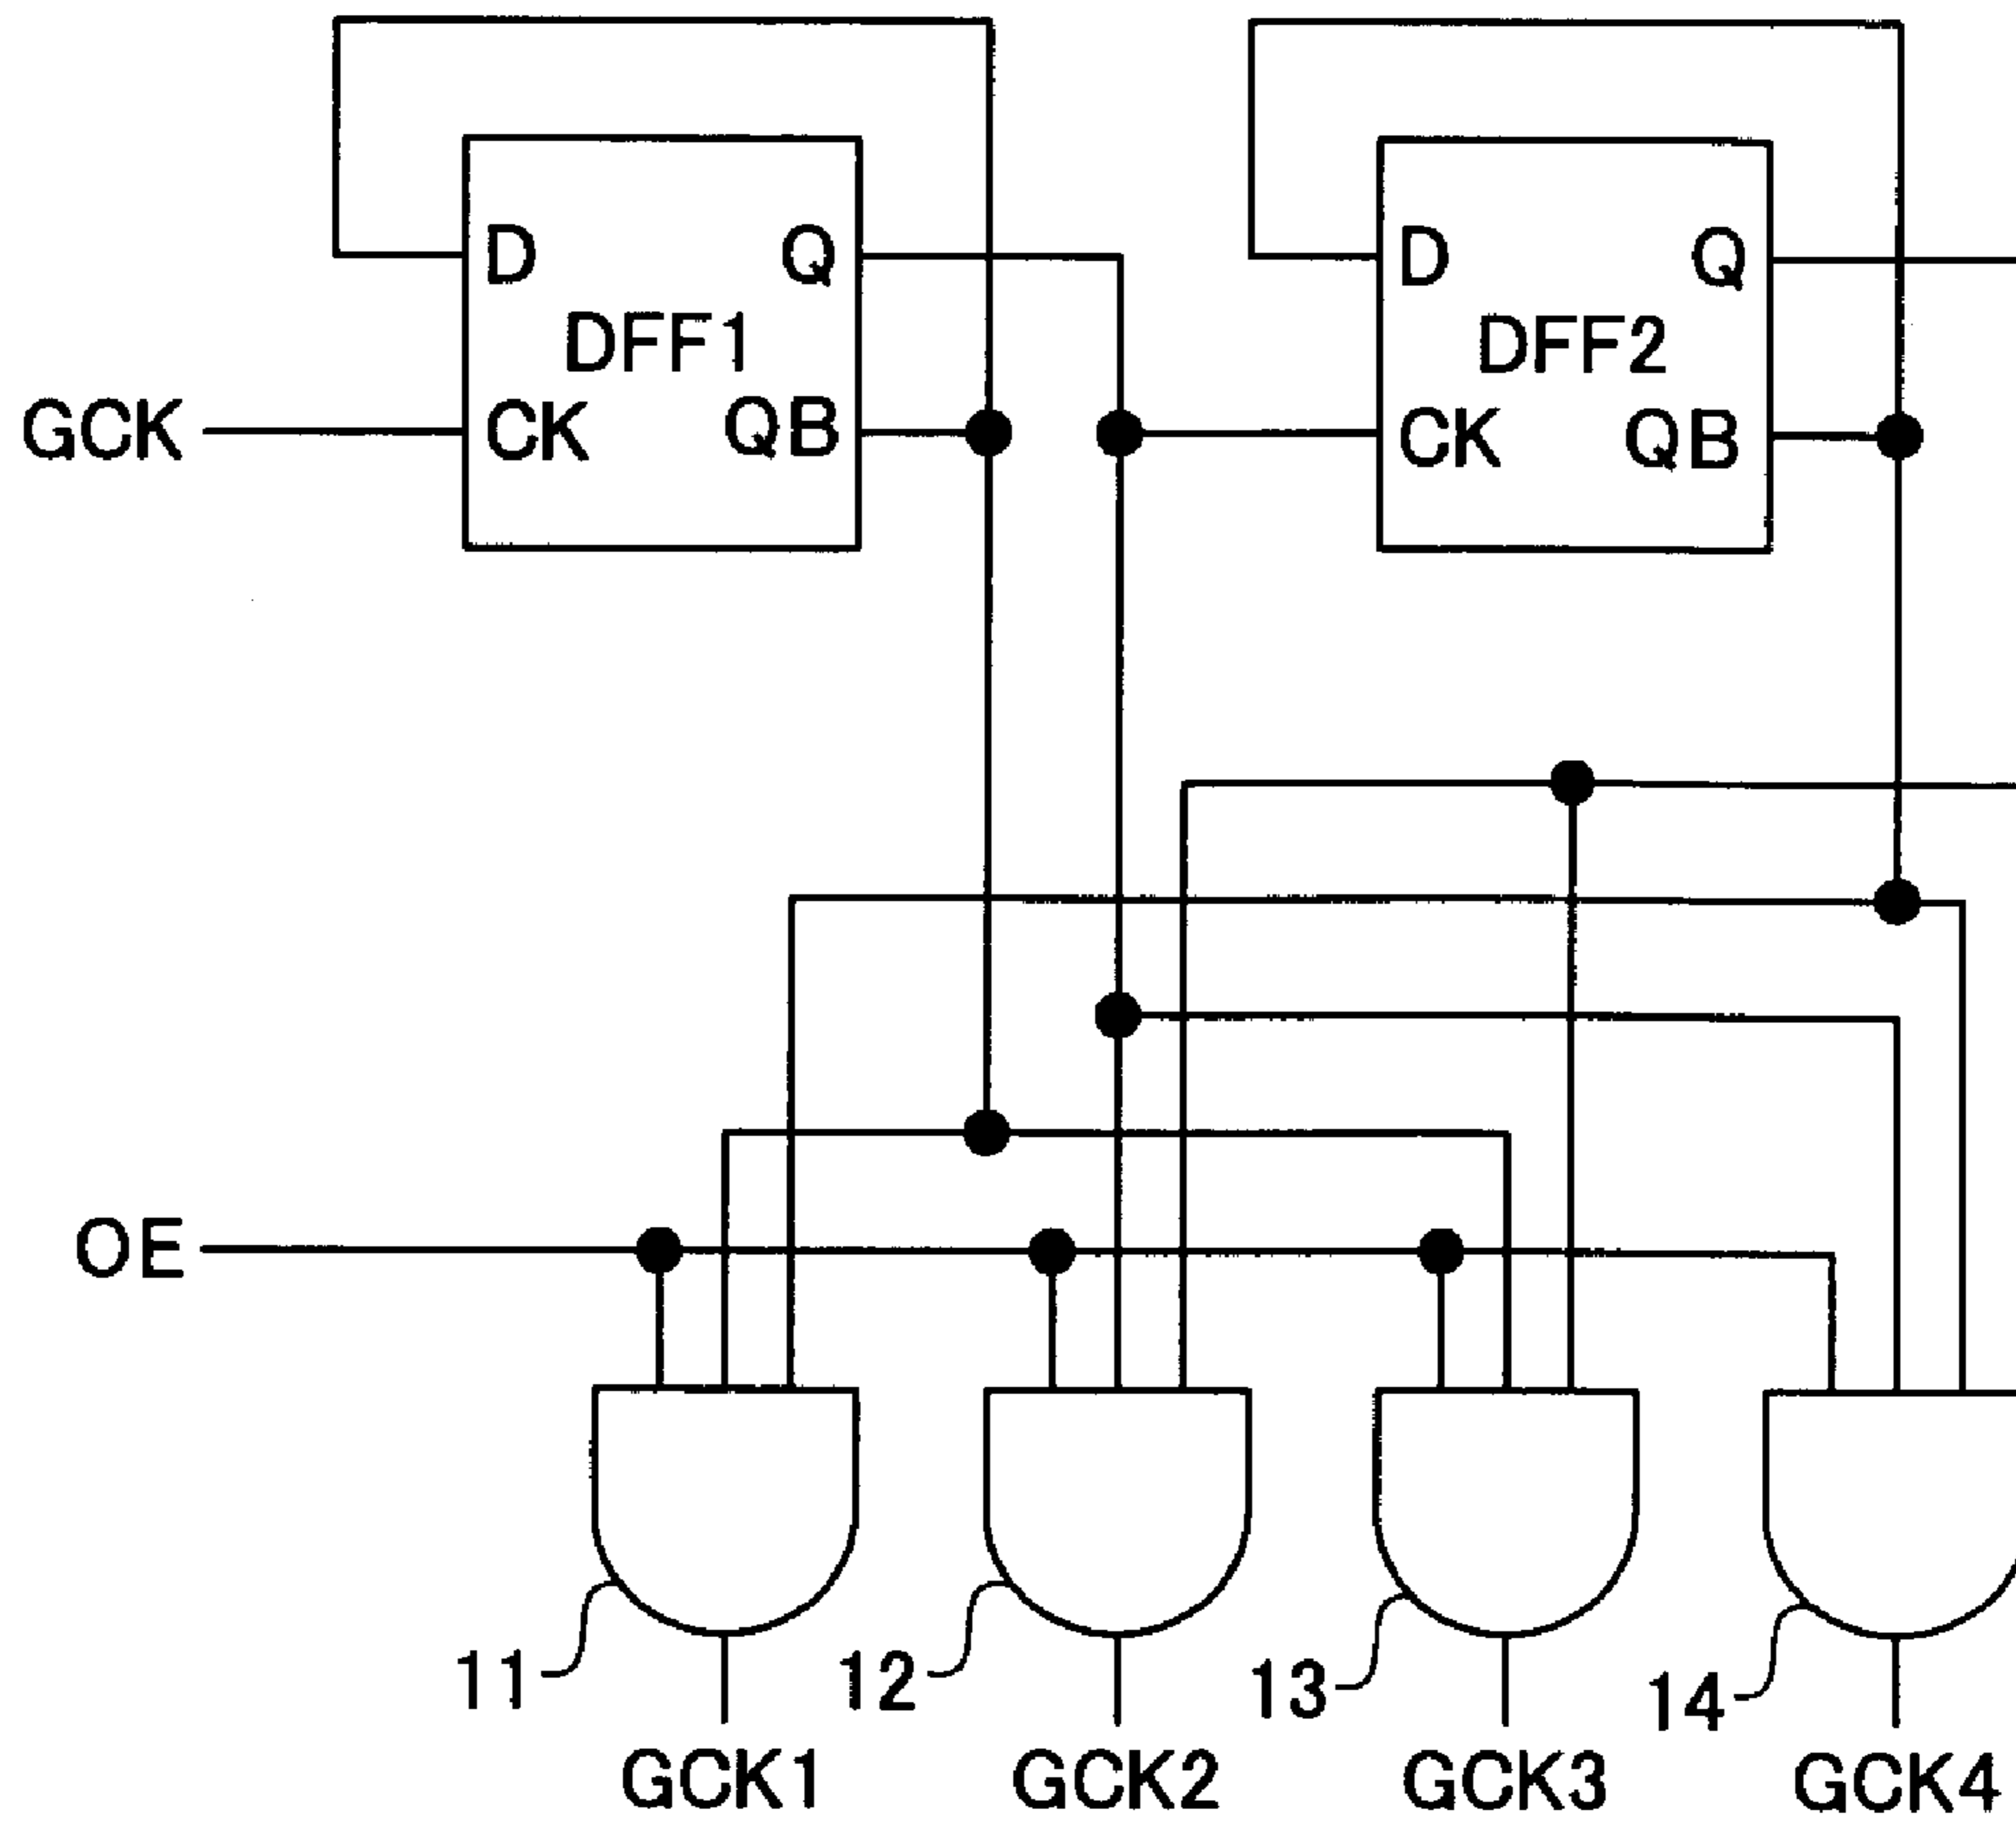 D Q D Q
DFF1 DFF2
GCK CK QB CK QB
OE
11 12 13 14
GCK1 GCK2 GCK3 GCK4